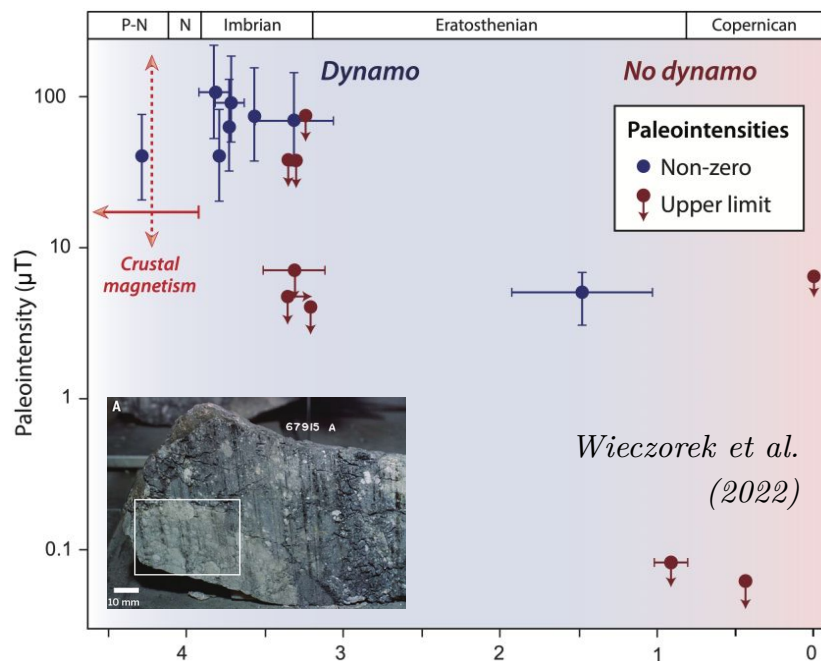 P-N N Imbrian Eratosthenian Copernican
Dynamo No dynamo
Paleointensities
Non-zero
Upper limit
100
10
1
0.1
Paleointensity (μT)
Crustal
magnetism
A
67915 A
10 mm
Wieczorek et al.
(2022)
4 3 2 1 0